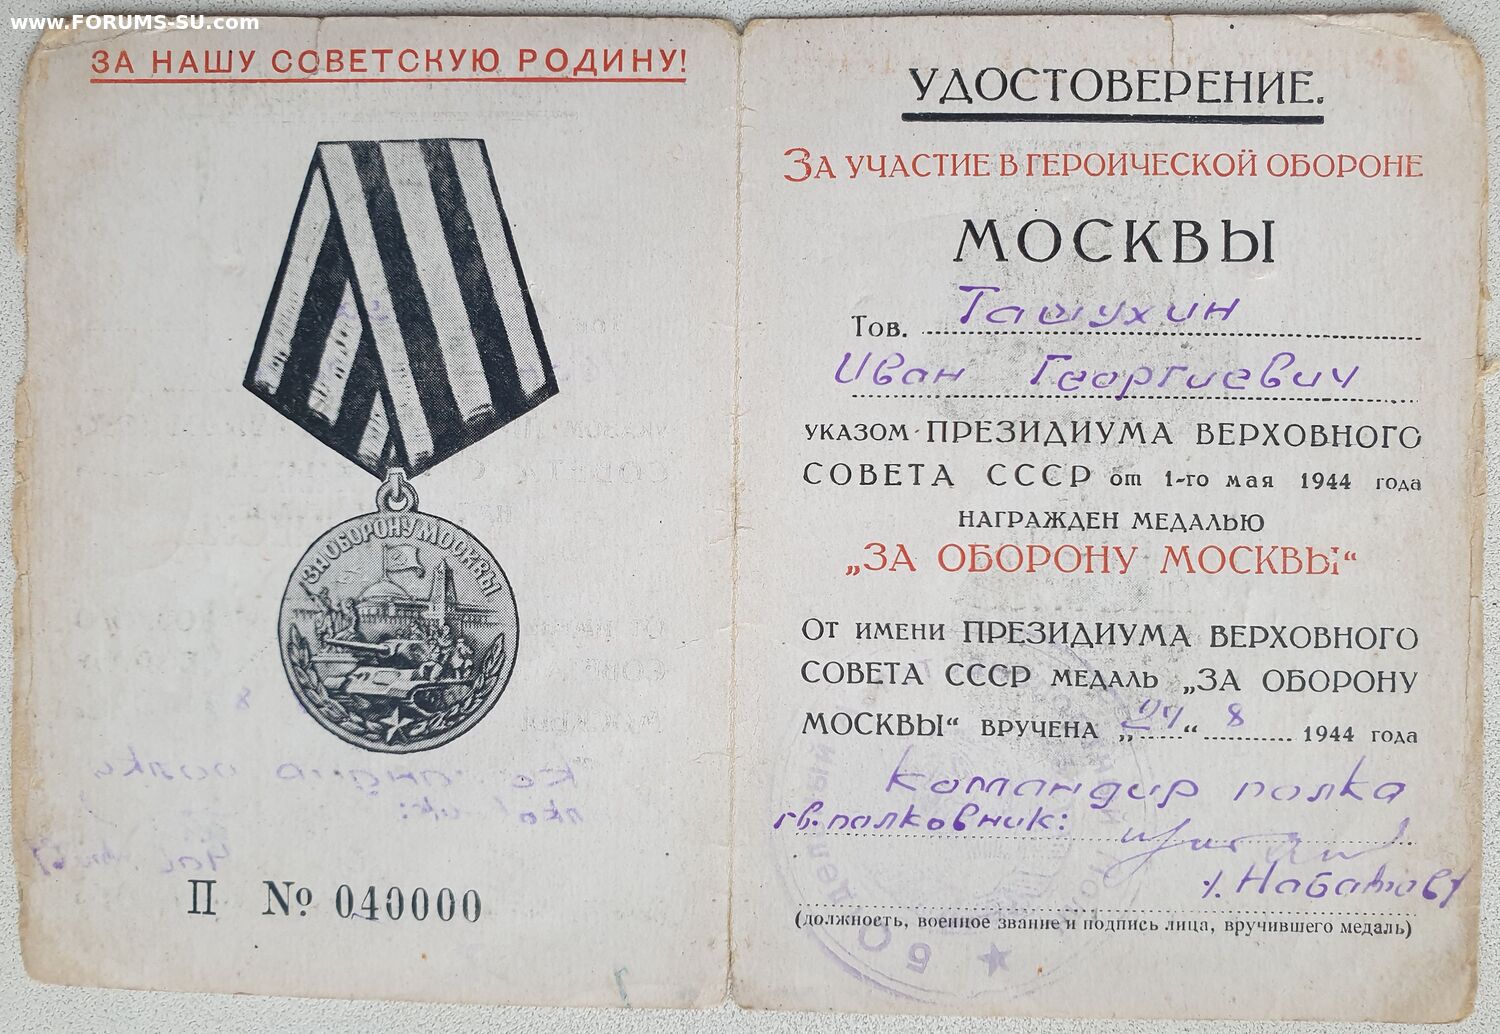 www.FORUMS-SU.com
ЗА НАШУ СОВЕТСКУЮ РОДИНУ!
ЗА ОБОРОНУ МОСКВЫ
П № 040000
УДОСТОВЕРЕНИЕ.
ЗА УЧАСТИЕ В ГЕРОИЧЕСКОЙ ОБОРОНЕ
МОСКВЫ
Тов. Ташухин
Иван Георгиевич
УКАЗОМ ПРЕЗИДИУМА ВЕРХОВНОГО
СОВЕТА СССР от 1-го мая 1944 года
НАГРАЖДЕН МЕДАЛЬЮ
„ЗА ОБОРОНУ МОСКВЫ“
ОТ ИМЕНИ ПРЕЗИДИУМА ВЕРХОВНОГО
СОВЕТА СССР МЕДАЛЬ „ЗА ОБОРОНУ
МОСКВЫ“ ВРУЧЕНА „04“ 8 1944 года
Командир полка
гв. полковник:
(должность, военное звание и подпись лица, вручившего медаль)